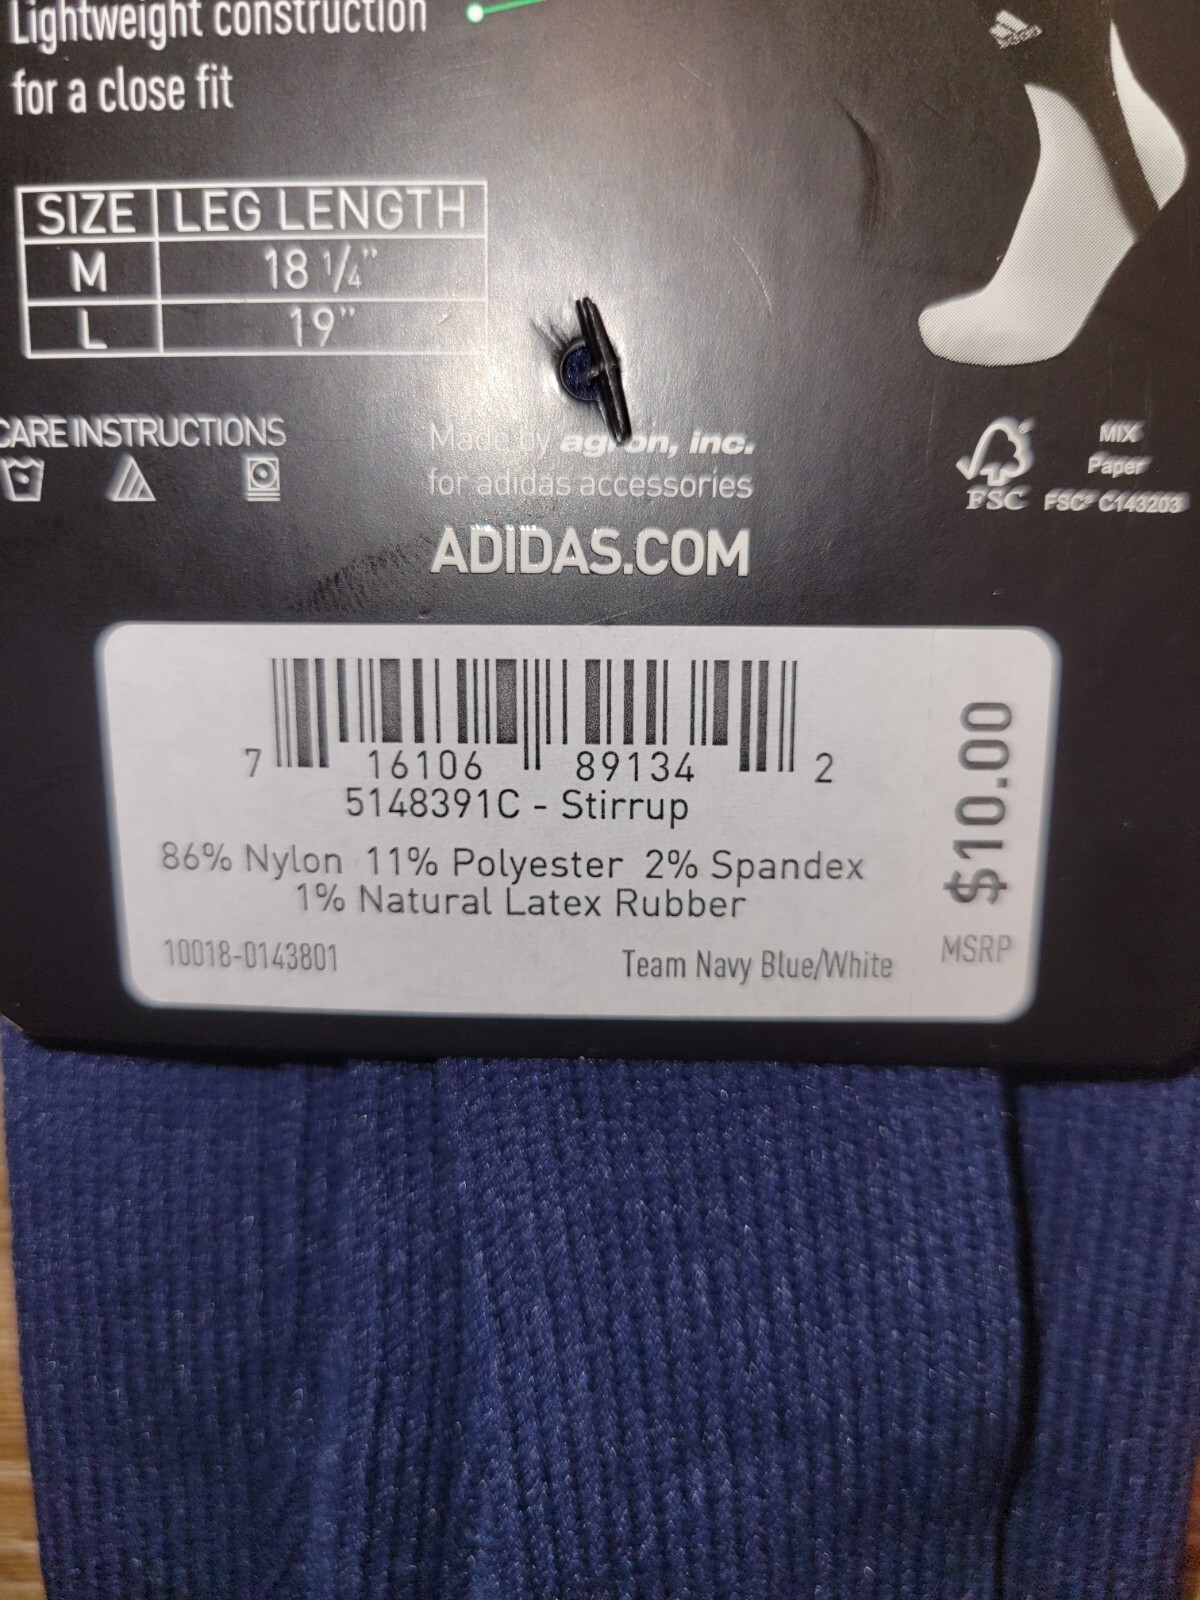 Lightweight construction
for a close fit
SIZE LEG LENGTH
M 18 1/4"
L 19"
CARE INSTRUCTIONS
Made by agron, inc.
for adidas accessories
ADIDAS.COM
FSC
MIX
Paper
FSC® C143203
7 16106 89134 2
5148391C - Stirrup
86% Nylon 11% Polyester 2% Spandex
1% Natural Latex Rubber
10018-0143801 Team Navy Blue/White
$10.00
MSRP